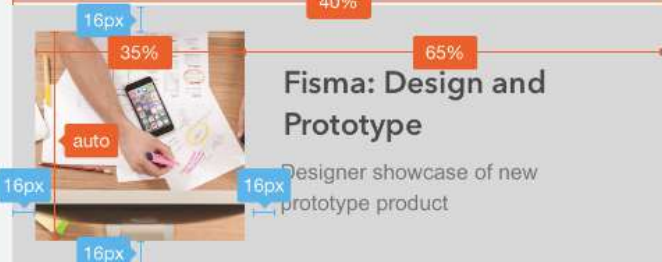 40%
16px
35%
65%
Fisma: Design and
Prototype
auto
Designer showcase of new
16px
16px
prototype product
16px